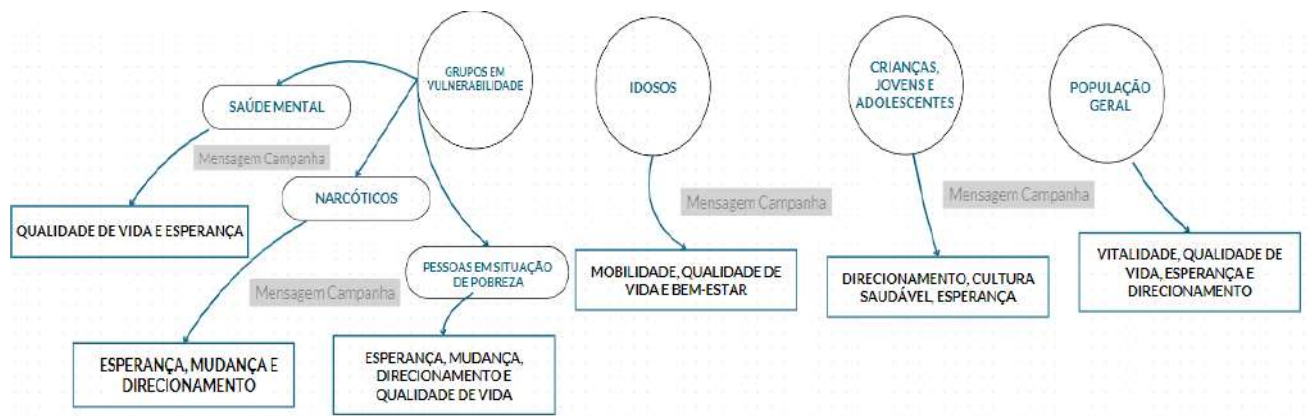 GRUPOS EM
VULNERABILIDADE
SAÚDE MENTAL
Mensagem Campanha
NARCÓTICOS
QUALIDADE DE VIDA E ESPERANÇA
PESSOAS EM SITUAÇÃO
DE POBREZA
Mensagem Campanha
ESPERANÇA, MUDANÇA E
DIRECIONAMENTO
ESPERANÇA, MUDANÇA,
DIRECIONAMENTO E
QUALIDADE DE VIDA
IDOSOS
Mensagem Campanha
MOBILIDADE, QUALIDADE DE
VIDA E BEM-ESTAR
CRIANÇAS,
JOVENS E
ADOLESCENTES
Mensagem Campanha
DIRECIONAMENTO, CULTURA
SAUDÁVEL, ESPERANÇA
POPULAÇÃO
GERAL
VITALIDADE, QUALIDADE DE
VIDA, ESPERANÇA E
DIRECIONAMENTO